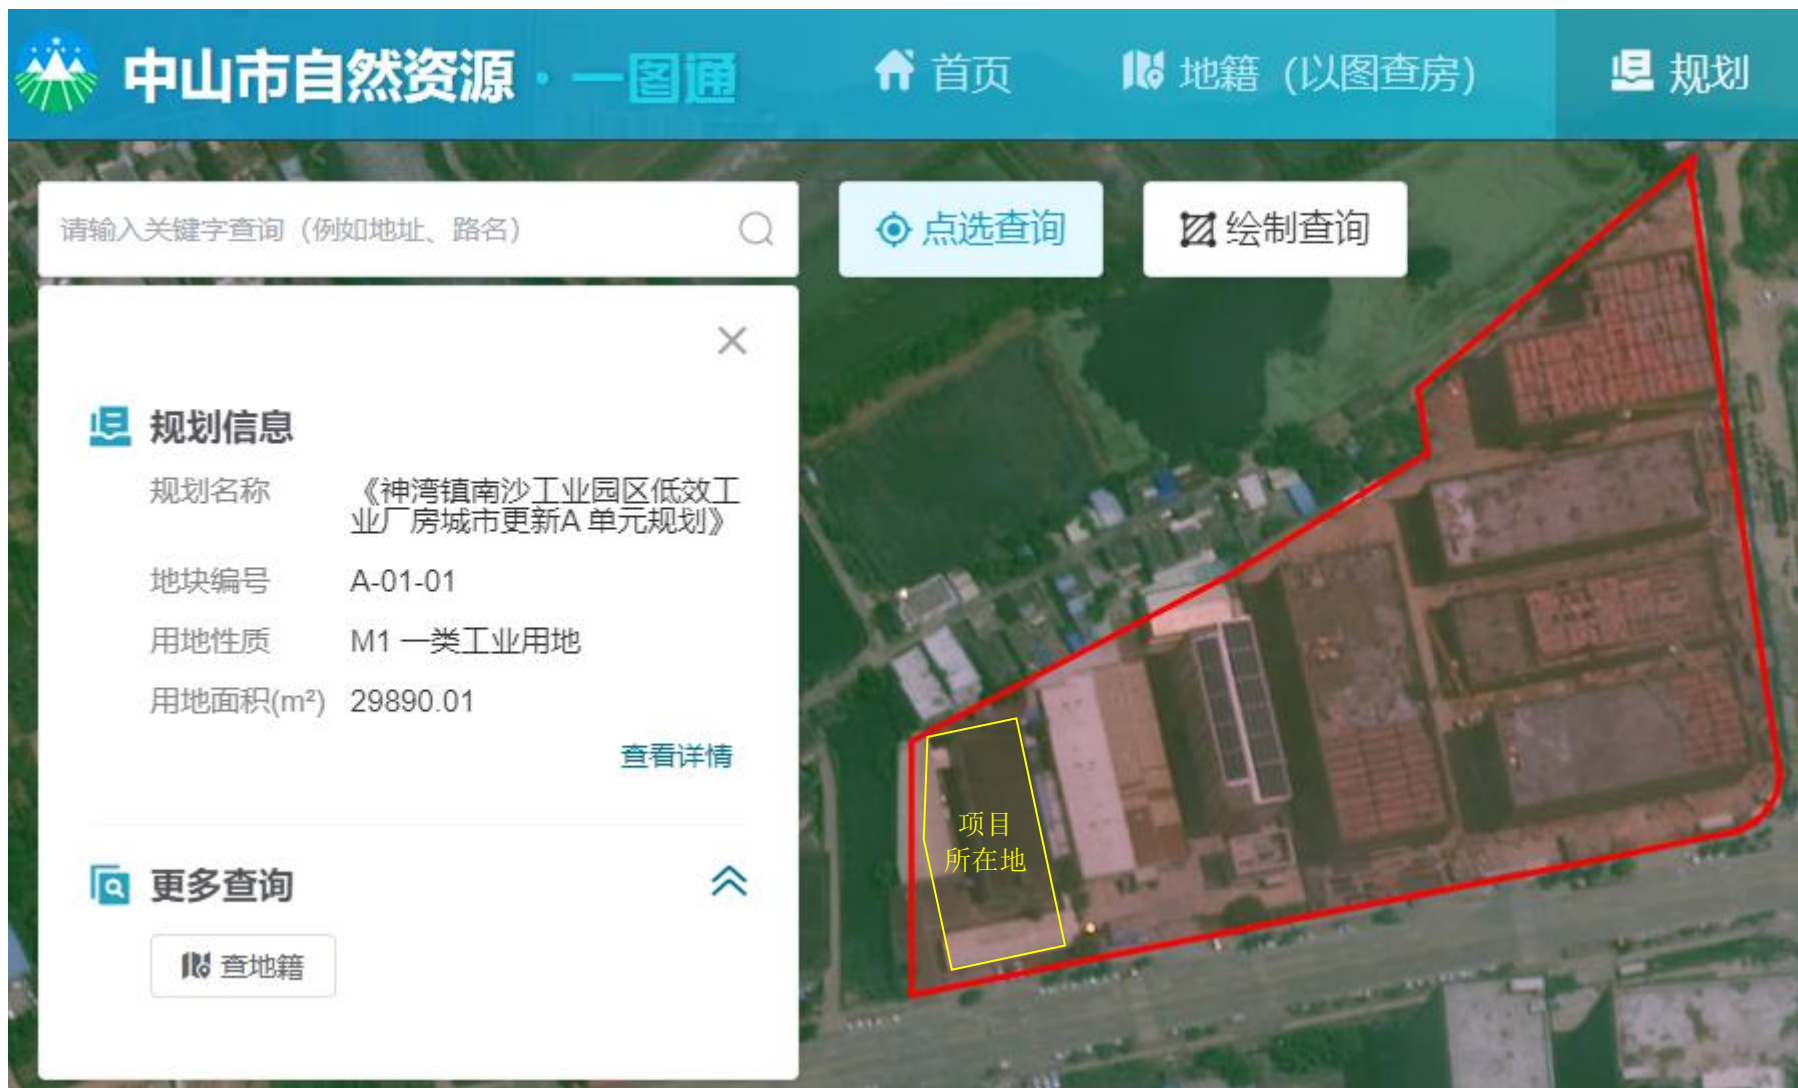 中山市自然资源·一图通
首页
地籍（以图查房）
规划
请输入关键字查询（例如地址、路名）
点选查询
绘制查询
规划信息
规划名称 《神湾镇南沙工业园区低效工
业厂房城市更新A单元规划》
地块编号 A-01-01
用地性质 M1 一类工业用地
用地面积(m²) 29890.01
查看详情
更多查询
查地籍
项目
所在地